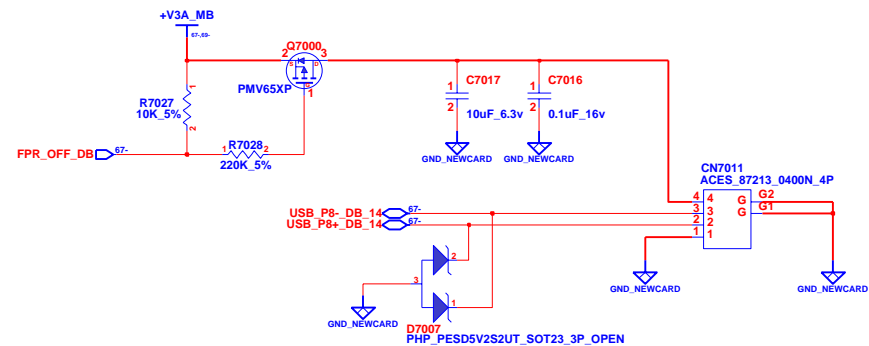 +V3A_MB
67-,69-
Q7000
2
3
S
D
G
PMV65XP
1
1
R7027
10K_5%
2
FPR_OFF_DB
67-
R7028
1
2
220K_5%
C7017
1
2
10uF_6.3v
GND_NEWCARD
C7016
1
2
0.1uF_16v
GND_NEWCARD
CN7011
ACES_87213_0400N_4P
4
4
G
G2
3
3
G
G1
2
2
1
1
USB_P8-_DB_14
67-
USB_P8+_DB_14
67-
2
3
1
GND_NEWCARD
D7007
PHP_PESD5V2S2UT_SOT23_3P_OPEN
GND_NEWCARD
GND_NEWCARD